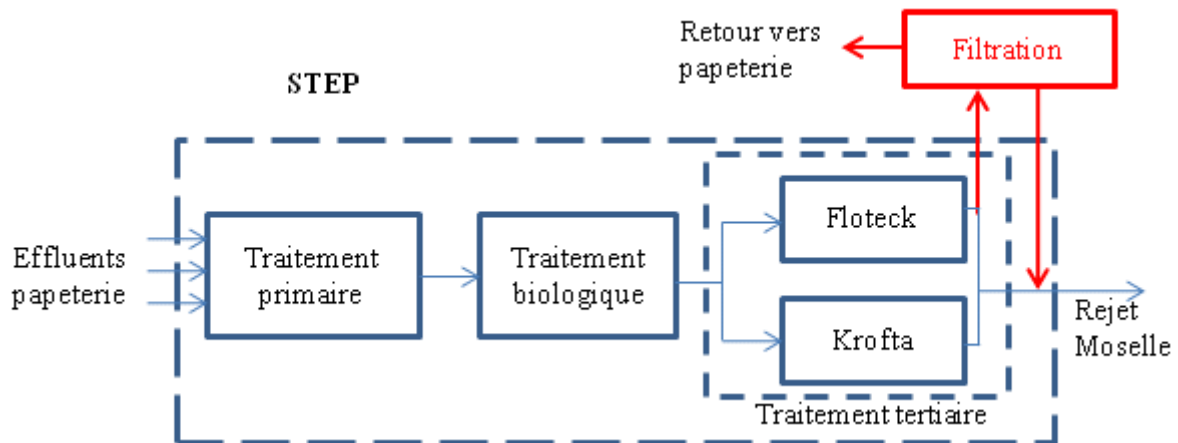 Retour vers
papeterie
Filtration
STEP
Floteck
Effluents
papeterie
Traitement
primaire
Traitement
biologique
Krofta
Rejet
Moselle
Traitement tertiaire